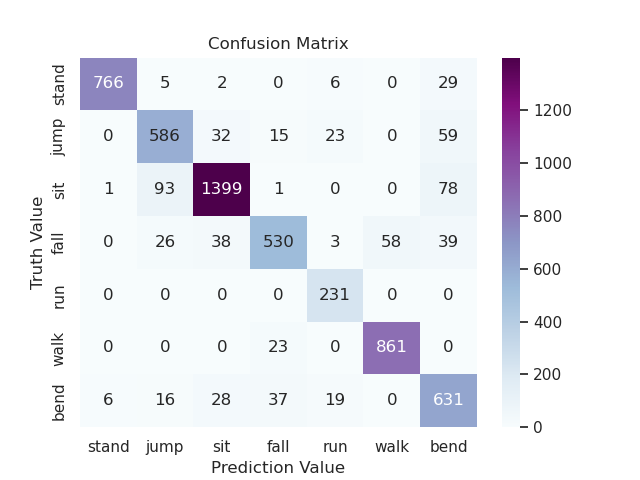 Confusion Matrix
stand 766 5 2 0 6 0 29
jump 0 586 32 15 23 0 59
sit 1 93 1399 1 0 0 78
fall 0 26 38 530 3 58 39
run 0 0 0 0 231 0 0
walk 0 0 0 23 0 861 0
bend 6 16 28 37 19 0 631
stand jump sit fall run walk bend
Prediction Value
Truth Value
1200
1000
800
600
400
200
0